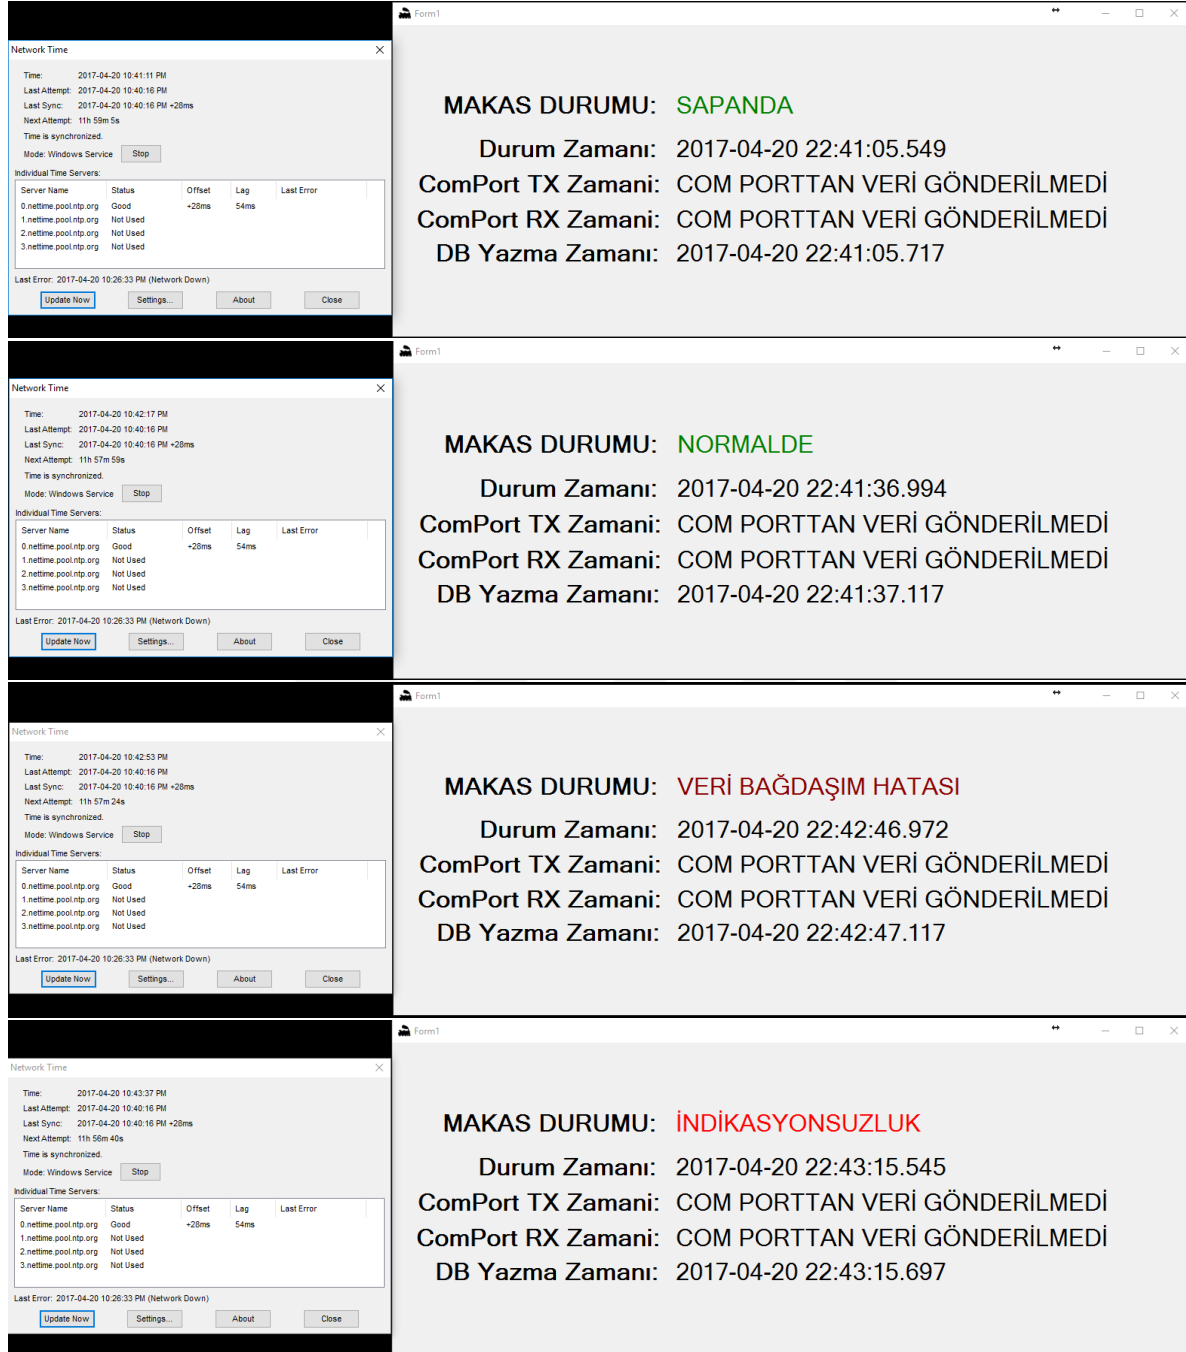 Form1
Network Time
Time: 2017-04-20 10:41:11 PM
Last Attempt: 2017-04-20 10:40:16 PM
Last Sync: 2017-04-20 10:40:16 PM +28ms
Next Attempt: 11h 59m 5s
Time is synchronized.
Mode: Windows Service Stop
Individual Time Servers:
Server Name Status Offset Lag Last Error
0.nettime.pool.ntp.org Good +28ms 54ms
1.nettime.pool.ntp.org Not Used
2.nettime.pool.ntp.org Not Used
3.nettime.pool.ntp.org Not Used
Last Error: 2017-04-20 10:26:33 PM (Network Down)
Update Now Settings... About Close
MAKAS DURUMU: SAPANDA
Durum Zamanı: 2017-04-20 22:41:05.549
ComPort TX Zamani: COM PORTTAN VERİ GÖNDERİLMEDİ
ComPort RX Zamani: COM PORTTAN VERİ GÖNDERİLMEDİ
DB Yazma Zamanı: 2017-04-20 22:41:05.717
Form1
Network Time
Time: 2017-04-20 10:42:17 PM
Last Attempt: 2017-04-20 10:40:16 PM
Last Sync: 2017-04-20 10:40:16 PM +28ms
Next Attempt: 11h 57m 59s
Time is synchronized.
Mode: Windows Service Stop
Individual Time Servers:
Server Name Status Offset Lag Last Error
0.nettime.pool.ntp.org Good +28ms 54ms
1.nettime.pool.ntp.org Not Used
2.nettime.pool.ntp.org Not Used
3.nettime.pool.ntp.org Not Used
Last Error: 2017-04-20 10:26:33 PM (Network Down)
Update Now Settings... About Close
MAKAS DURUMU: NORMALDE
Durum Zamanı: 2017-04-20 22:41:36.994
ComPort TX Zamani: COM PORTTAN VERİ GÖNDERİLMEDİ
ComPort RX Zamani: COM PORTTAN VERİ GÖNDERİLMEDİ
DB Yazma Zamanı: 2017-04-20 22:41:37.117
Form1
Network Time
Time: 2017-04-20 10:42:53 PM
Last Attempt: 2017-04-20 10:40:16 PM
Last Sync: 2017-04-20 10:40:16 PM +28ms
Next Attempt: 11h 57m 24s
Time is synchronized.
Mode: Windows Service Stop
Individual Time Servers:
Server Name Status Offset Lag Last Error
0.nettime.pool.ntp.org Good +28ms 54ms
1.nettime.pool.ntp.org Not Used
2.nettime.pool.ntp.org Not Used
3.nettime.pool.ntp.org Not Used
Last Error: 2017-04-20 10:26:33 PM (Network Down)
Update Now Settings... About Close
MAKAS DURUMU: VERİ BAĞDAŞIM HATASI
Durum Zamanı: 2017-04-20 22:42:46.972
ComPort TX Zamani: COM PORTTAN VERİ GÖNDERİLMEDİ
ComPort RX Zamani: COM PORTTAN VERİ GÖNDERİLMEDİ
DB Yazma Zamanı: 2017-04-20 22:42:47.117
Form1
Network Time
Time: 2017-04-20 10:43:37 PM
Last Attempt: 2017-04-20 10:40:16 PM
Last Sync: 2017-04-20 10:40:16 PM +28ms
Next Attempt: 11h 56m 40s
Time is synchronized.
Mode: Windows Service Stop
Individual Time Servers:
Server Name Status Offset Lag Last Error
0.nettime.pool.ntp.org Good +28ms 54ms
1.nettime.pool.ntp.org Not Used
2.nettime.pool.ntp.org Not Used
3.nettime.pool.ntp.org Not Used
Last Error: 2017-04-20 10:26:33 PM (Network Down)
Update Now Settings... About Close
MAKAS DURUMU: İNDİKASYONSUZLUK
Durum Zamanı: 2017-04-20 22:43:15.545
ComPort TX Zamani: COM PORTTAN VERİ GÖNDERİLMEDİ
ComPort RX Zamani: COM PORTTAN VERİ GÖNDERİLMEDİ
DB Yazma Zamanı: 2017-04-20 22:43:15.697